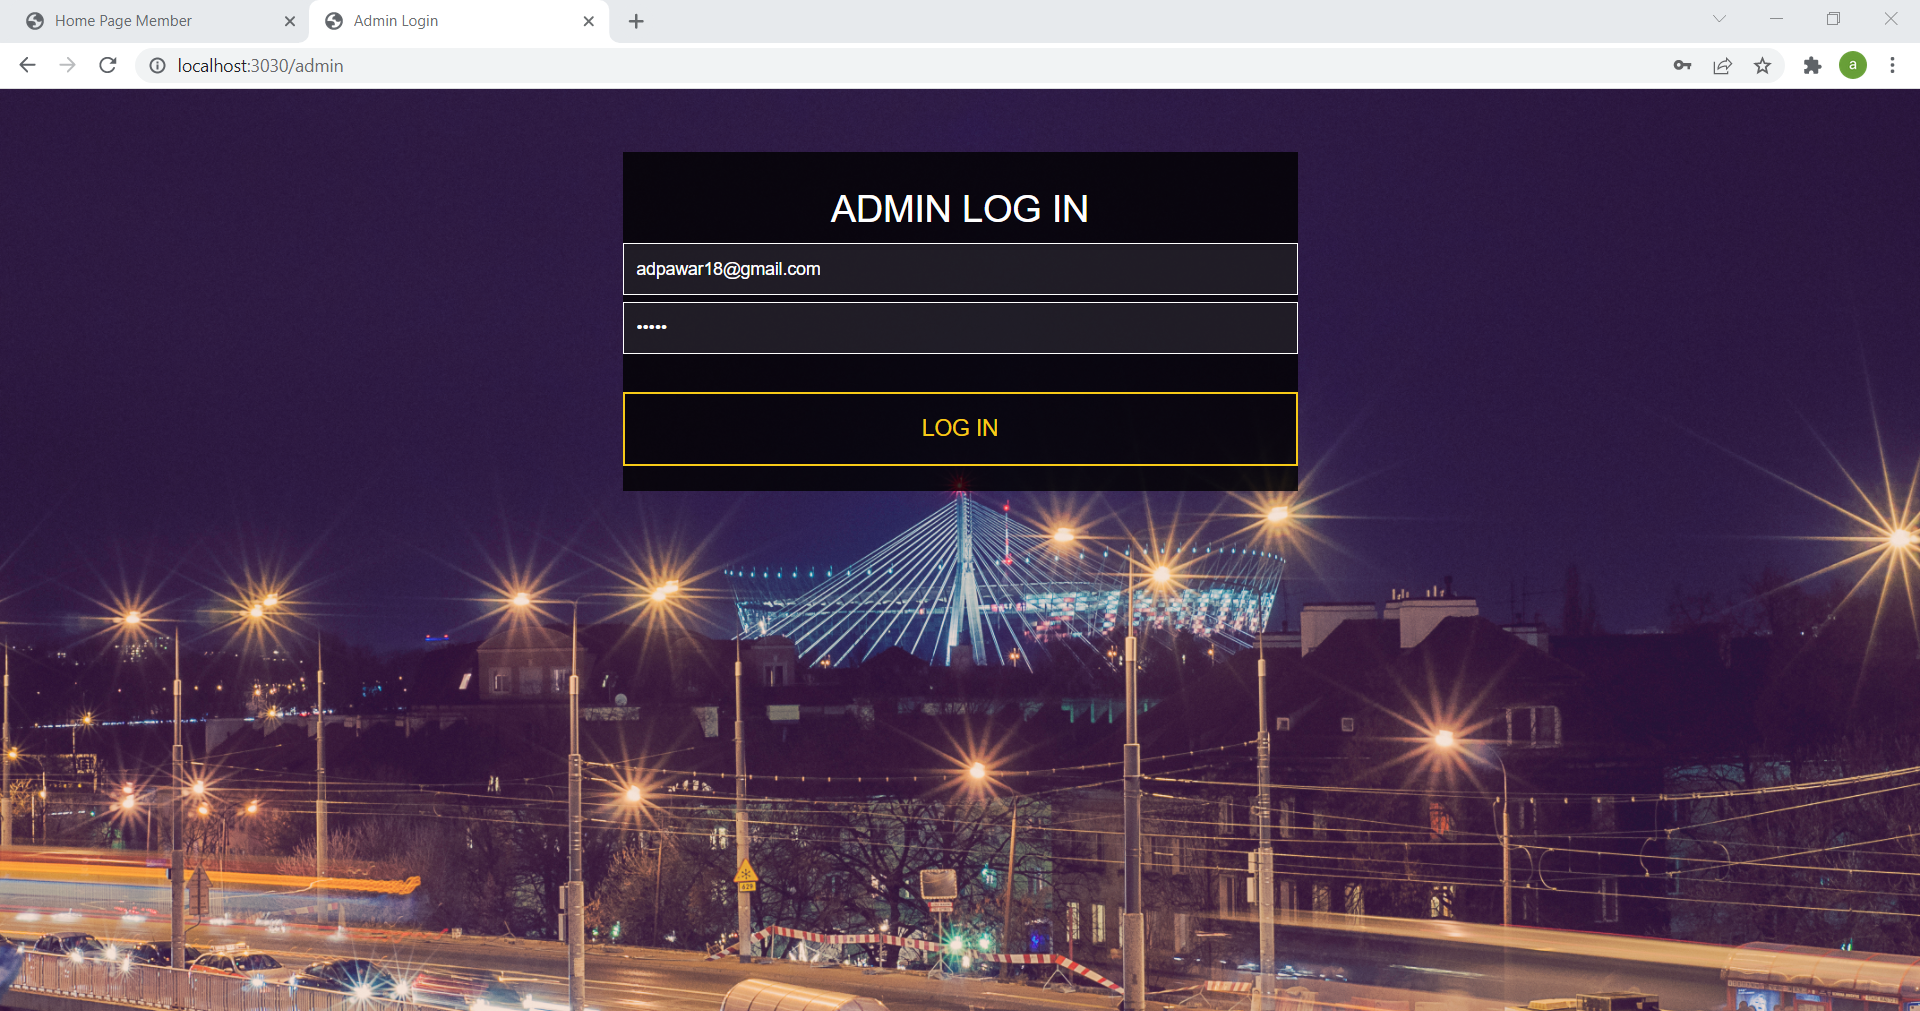 Home Page Member
Admin Login
localhost:3030/admin
a
ADMIN LOG IN
adpawar18@gmail.com
•••••
LOG IN